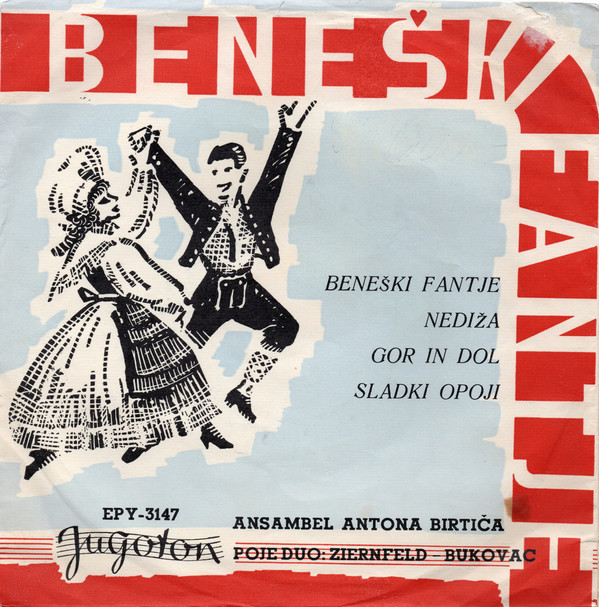 BENEŠKI FANTJE
BENEŠKI FANTJE
NEDIŽA
GOR IN DOL
SLADKI OPOJI
EPY-3147
Jugoton
ANSAMBEL ANTONA BIRTIČA
POJE DUO: ZIERNFELD - BUKOVAC